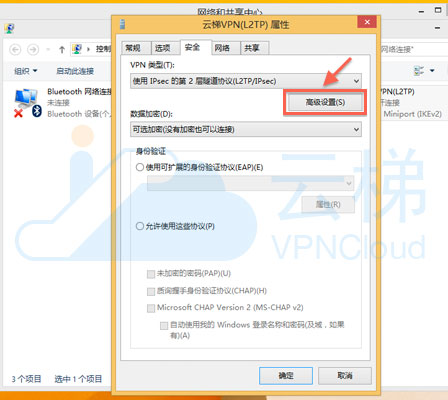 网络和共享中心
云梯VPN(L2TP) 属性
控制
网络连接"
组织
启动此连接
Bluetooth 网络连
未连接
Bluetooth 设备(个
VPN(L2TP)
开连接
Miniport (IKEv2)
常规 选项 安全 网络 共享
VPN 类型(T):
使用 IPsec 的第 2 层隧道协议(L2TP/IPsec)
高级设置(S)
数据加密(D):
可选加密(没有加密也可以连接)
身份验证
使用可扩展的身份验证协议(EAP)(E)
属性(R)
允许使用这些协议(P)
未加密的密码(PAP)(U)
质询握手身份验证协议(CHAP)(H)
Microsoft CHAP Version 2 (MS-CHAP v2)
自动使用我的 Windows 登录名称和密码(及域，如果
有)(A)
云梯
VPNCloud
3 个项目 选中 1 个项目
确定 取消